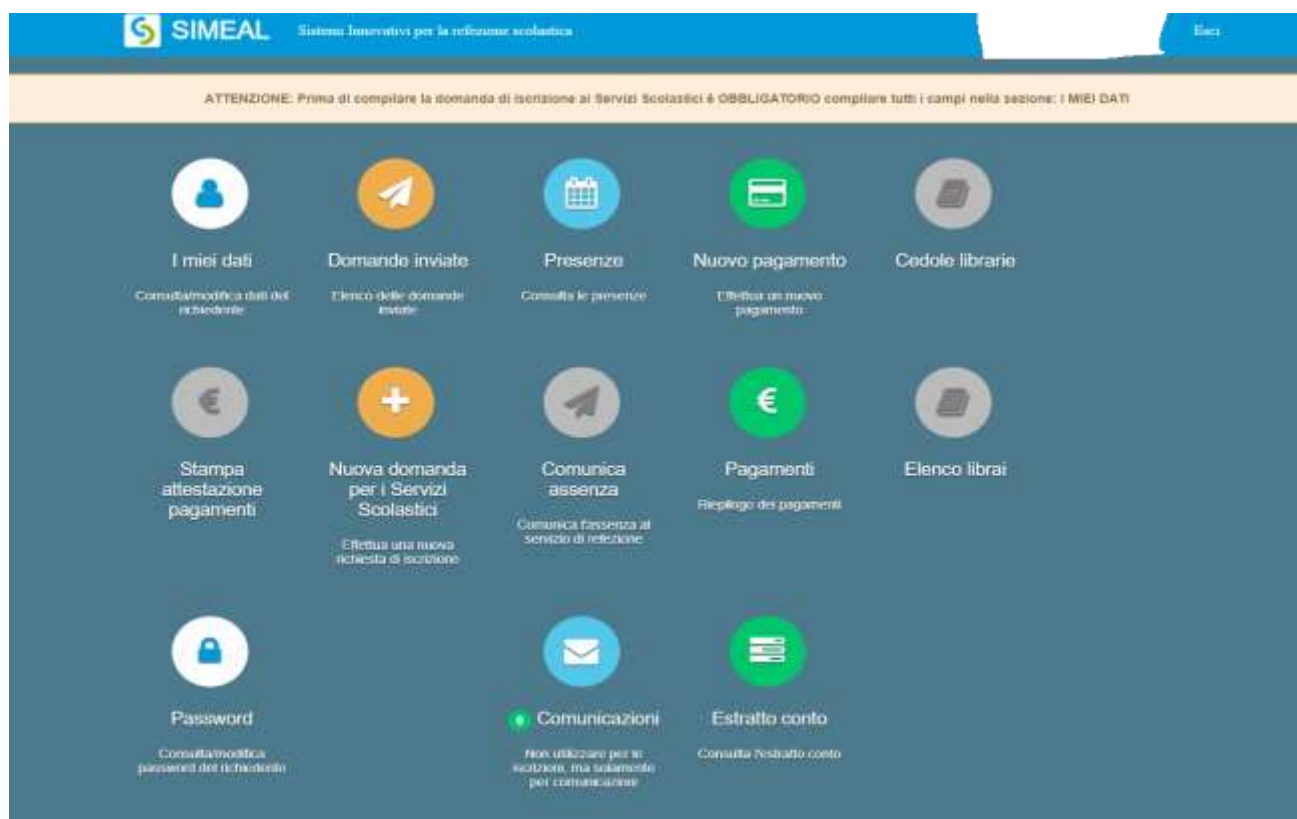 SIMEAL Sistemi Innovativi per la refezione scolastica Esci
ATTENZIONE: Prima di compilare la domanda di iscrizione ai Servizi Scolastici è OBBLIGATORIO compilare tutti i campi nella sezione: I MIEI DATI
I miei dati
Consulta/modifica dati del
richiedente
Domande inviate
Elenco delle domande
inviate
Presenze
Consulta le presenze
Nuovo pagamento
Effettua un nuovo
pagamento
Cedole librarie
Stampa
attestazione
pagamenti
Nuova domanda
per i Servizi
Scolastici
Effettua una nuova
richiesta di iscrizione
Comunica
assenza
Comunica l'assenza al
servizio di refezione
Pagamenti
Riepilogo dei pagamenti
Elenco librai
Password
Consulta/modifica
password del richiedente
Comunicazioni
Non utilizzare per le
iscrizioni, ma solamente
per comunicazioni
Estratto conto
Consulta l'estratto conto